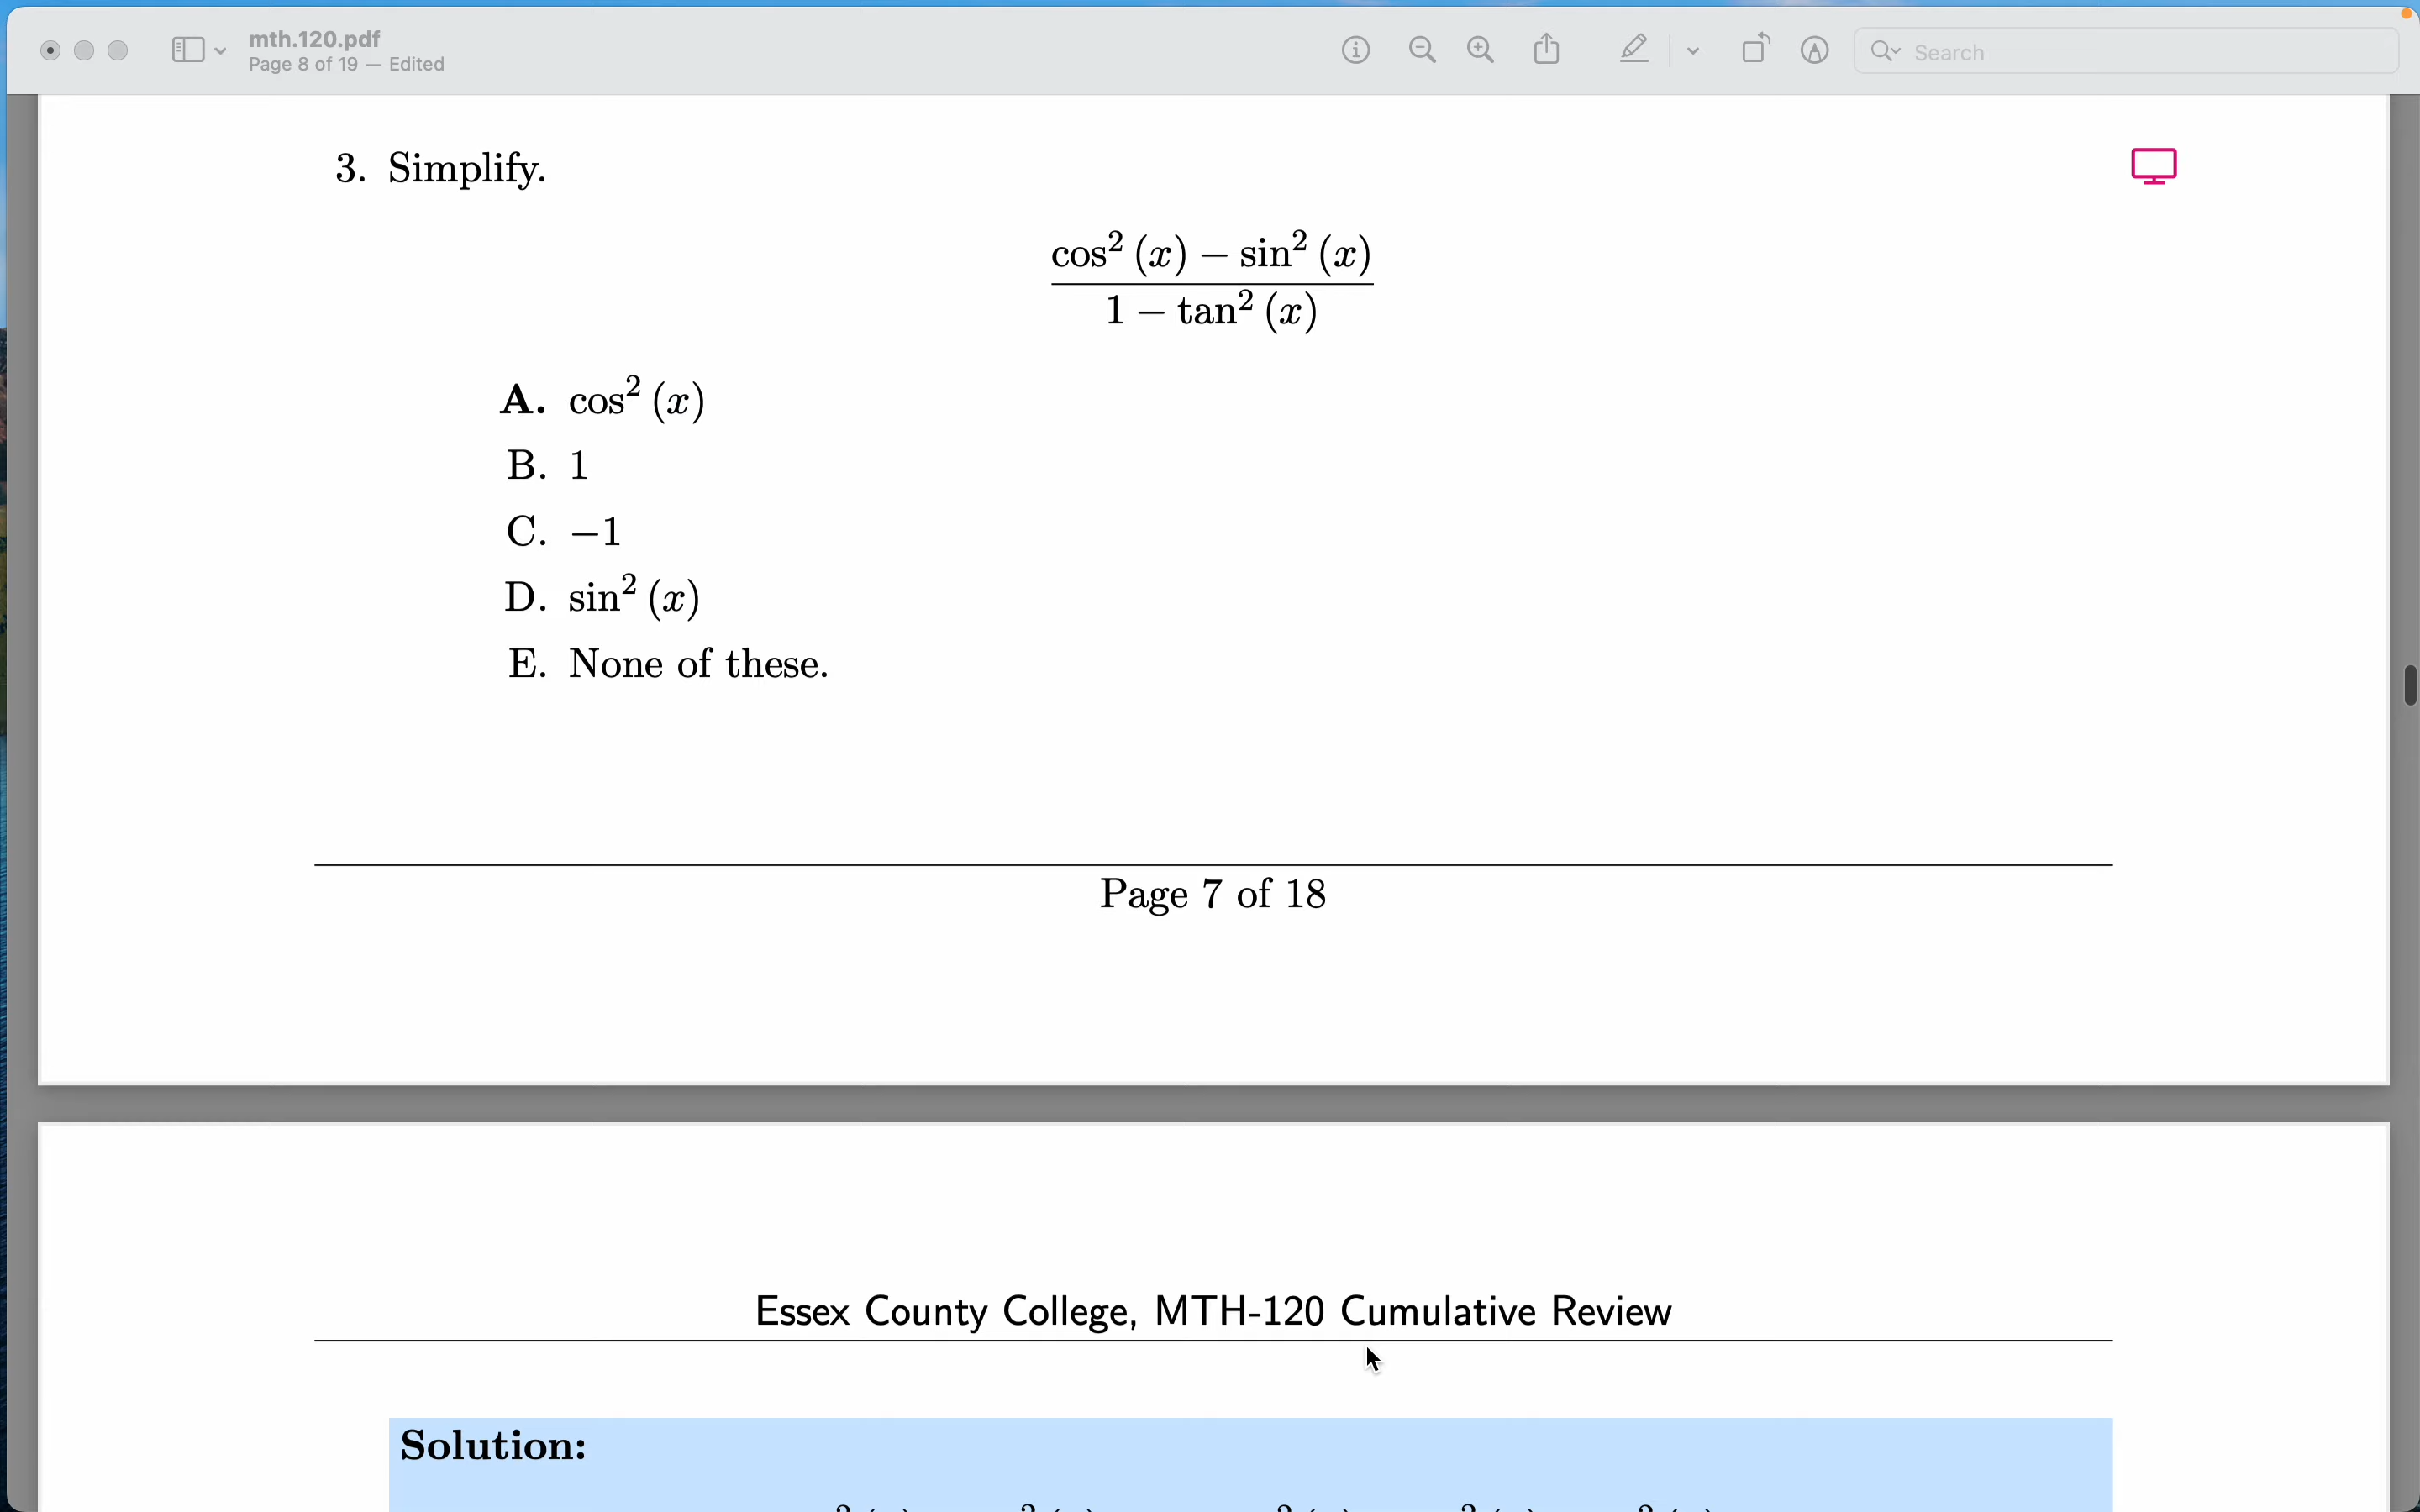 mth.120.pdf
Page 8 of 19 — Edited
Search
3. Simplify.
cos² (x) − sin² (x)
1 − tan² (x)
A. cos² (x)
B. 1
C. −1
D. sin² (x)
E. None of these.
Page 7 of 18
Essex County College, MTH-120 Cumulative Review
Solution: